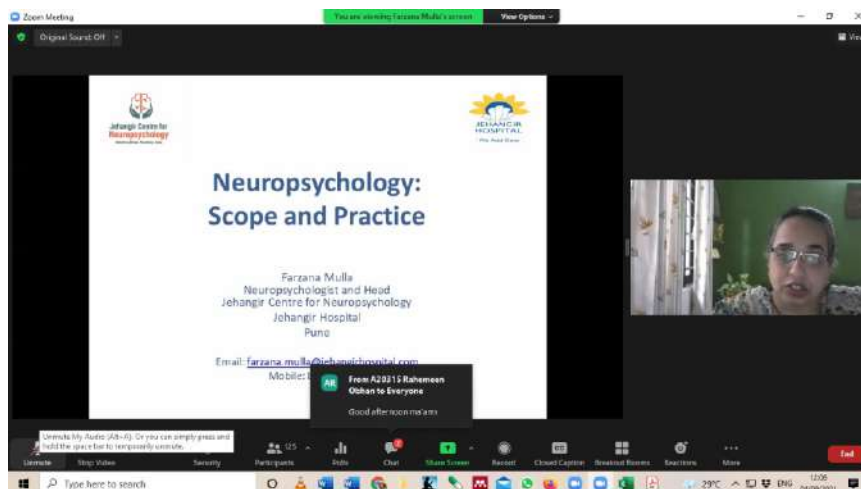 Zoom Meeting
You are viewing Farzana Mulla's screen
View Options
Original Sound: Off
View
Jehangir Centre for
Neuropsychology
JEHANGIR
HOSPITAL
Neuropsychology:
Scope and Practice
Farzana Mulla
Neuropsychologist and Head
Jehangir Centre for Neuropsychology
Jehangir Hospital
Pune
Email: farzana.mulla@jehangirhospital.com
Mobile:
AR
From A20315 Rahemeen
to Everyone
Good afternoon ma'am
Unmute My Audio (Alt+A). Or you can simply press and
hold the space bar to temporarily unmute.
125
2
Unmute
Stop Video
Security
Participants
Polls
Chat
Share Screen
Record
Closed Caption
Breakout Rooms
Reactions
More
End
Type here to search
29°C
ENG